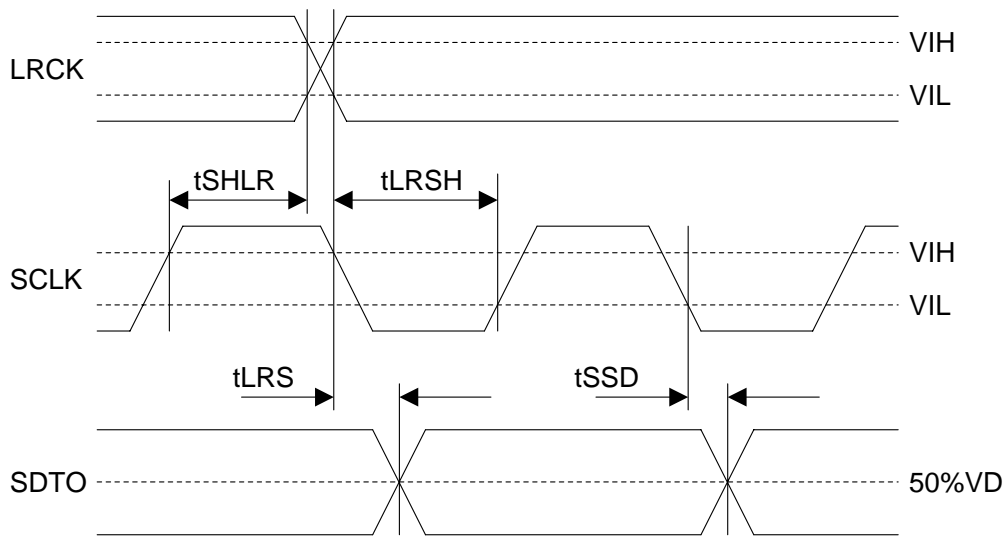 VIH
LRCK
VIL
tSHLR tLRSH
VIH
SCLK
VIL
tLRS tSSD
SDTO 50%VD